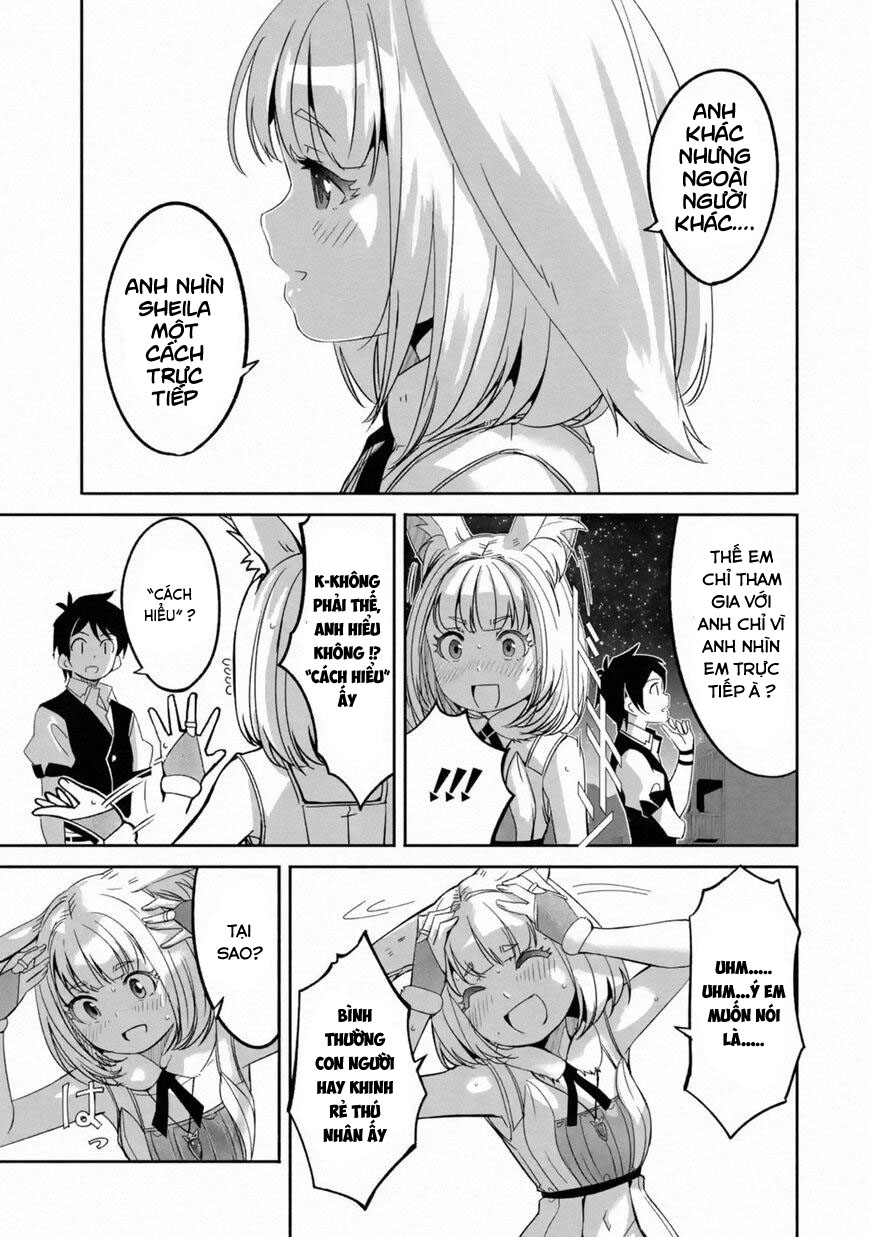 ANH
KHÁC
NHƯNG
NGOÀI
NGƯỜI
KHÁC....
ANH NHÌN
SHEILA
MỘT
CÁCH
TRỰC
TIẾP
THẾ EM
CHỈ THAM
GIA VỚI
ANH CHỈ VÌ
ANH NHÌN
EM TRỰC
TIẾP À ?
!!!
K-KHÔNG
PHẢI THẾ,
ANH HIỂU
KHÔNG !?
"CÁCH HIỂU"
ẤY
"CÁCH
HIỂU" ?
UHM.....
UHM...Ý EM
MUỐN NÓI
LÀ.....
BÌNH
THƯỜNG
CON NGƯỜI
HAY KHINH
RẺ THÚ
NHÂN ẤY
TẠI
SAO?
はっ